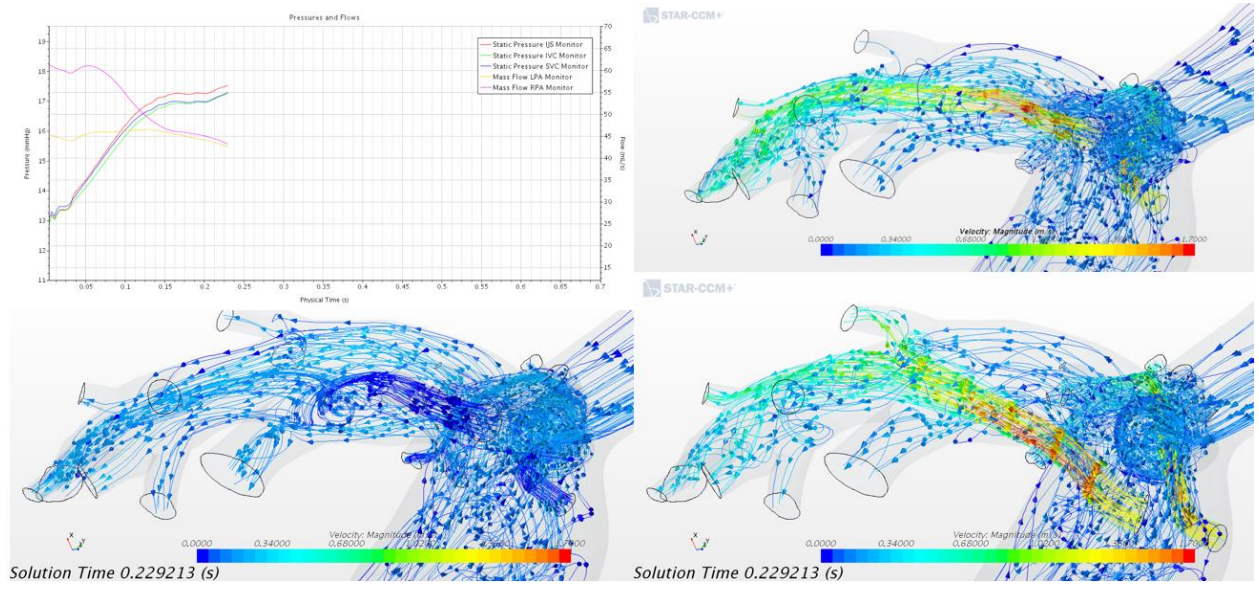 Pressures and Flows
19
18
17
16
15
14
13
12
11
Pressure (mmHg)
70
65
60
55
50
45
40
35
30
25
20
15
Flow (mL/s)
Static Pressure IJS Monitor
Static Pressure IVC Monitor
Static Pressure SVC Monitor
Mass Flow LPA Monitor
Mass Flow RPA Monitor
0.05 0.1 0.15 0.2 0.25 0.3 0.35 0.4 0.45 0.5 0.55 0.6 0.65 0.7
Physical Time (s)
STAR-CCM+
X Y
Velocity: Magnitude (m/s)
0.0000 0.34000 0.68000 1.7000
X Y
Velocity: Magnitude (m/s)
0.0000 0.34000 0.68000
Solution Time 0.229213 (s)
STAR-CCM+
X Y
Velocity: Magnitude (m/s)
0.0000 0.34000 0.68000
Solution Time 0.229213 (s)